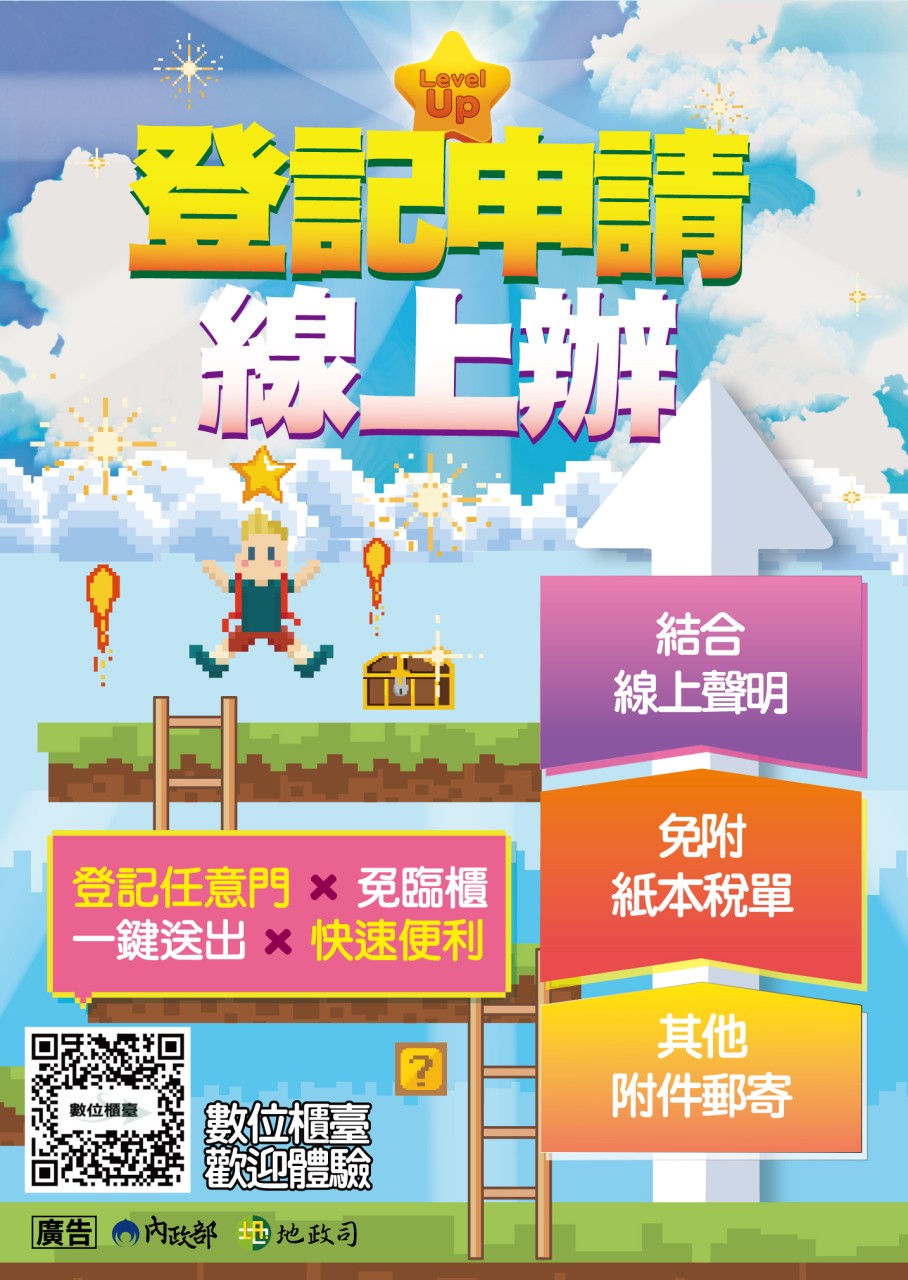 Level
Up
登記申請
線上辦
結合
線上聲明
免附
紙本稅單
登記任意門 × 免臨櫃
一鍵送出 × 快速便利
其他
附件郵寄
?
數位櫃臺
數位櫃臺
歡迎體驗
廣告 內政部 地政司